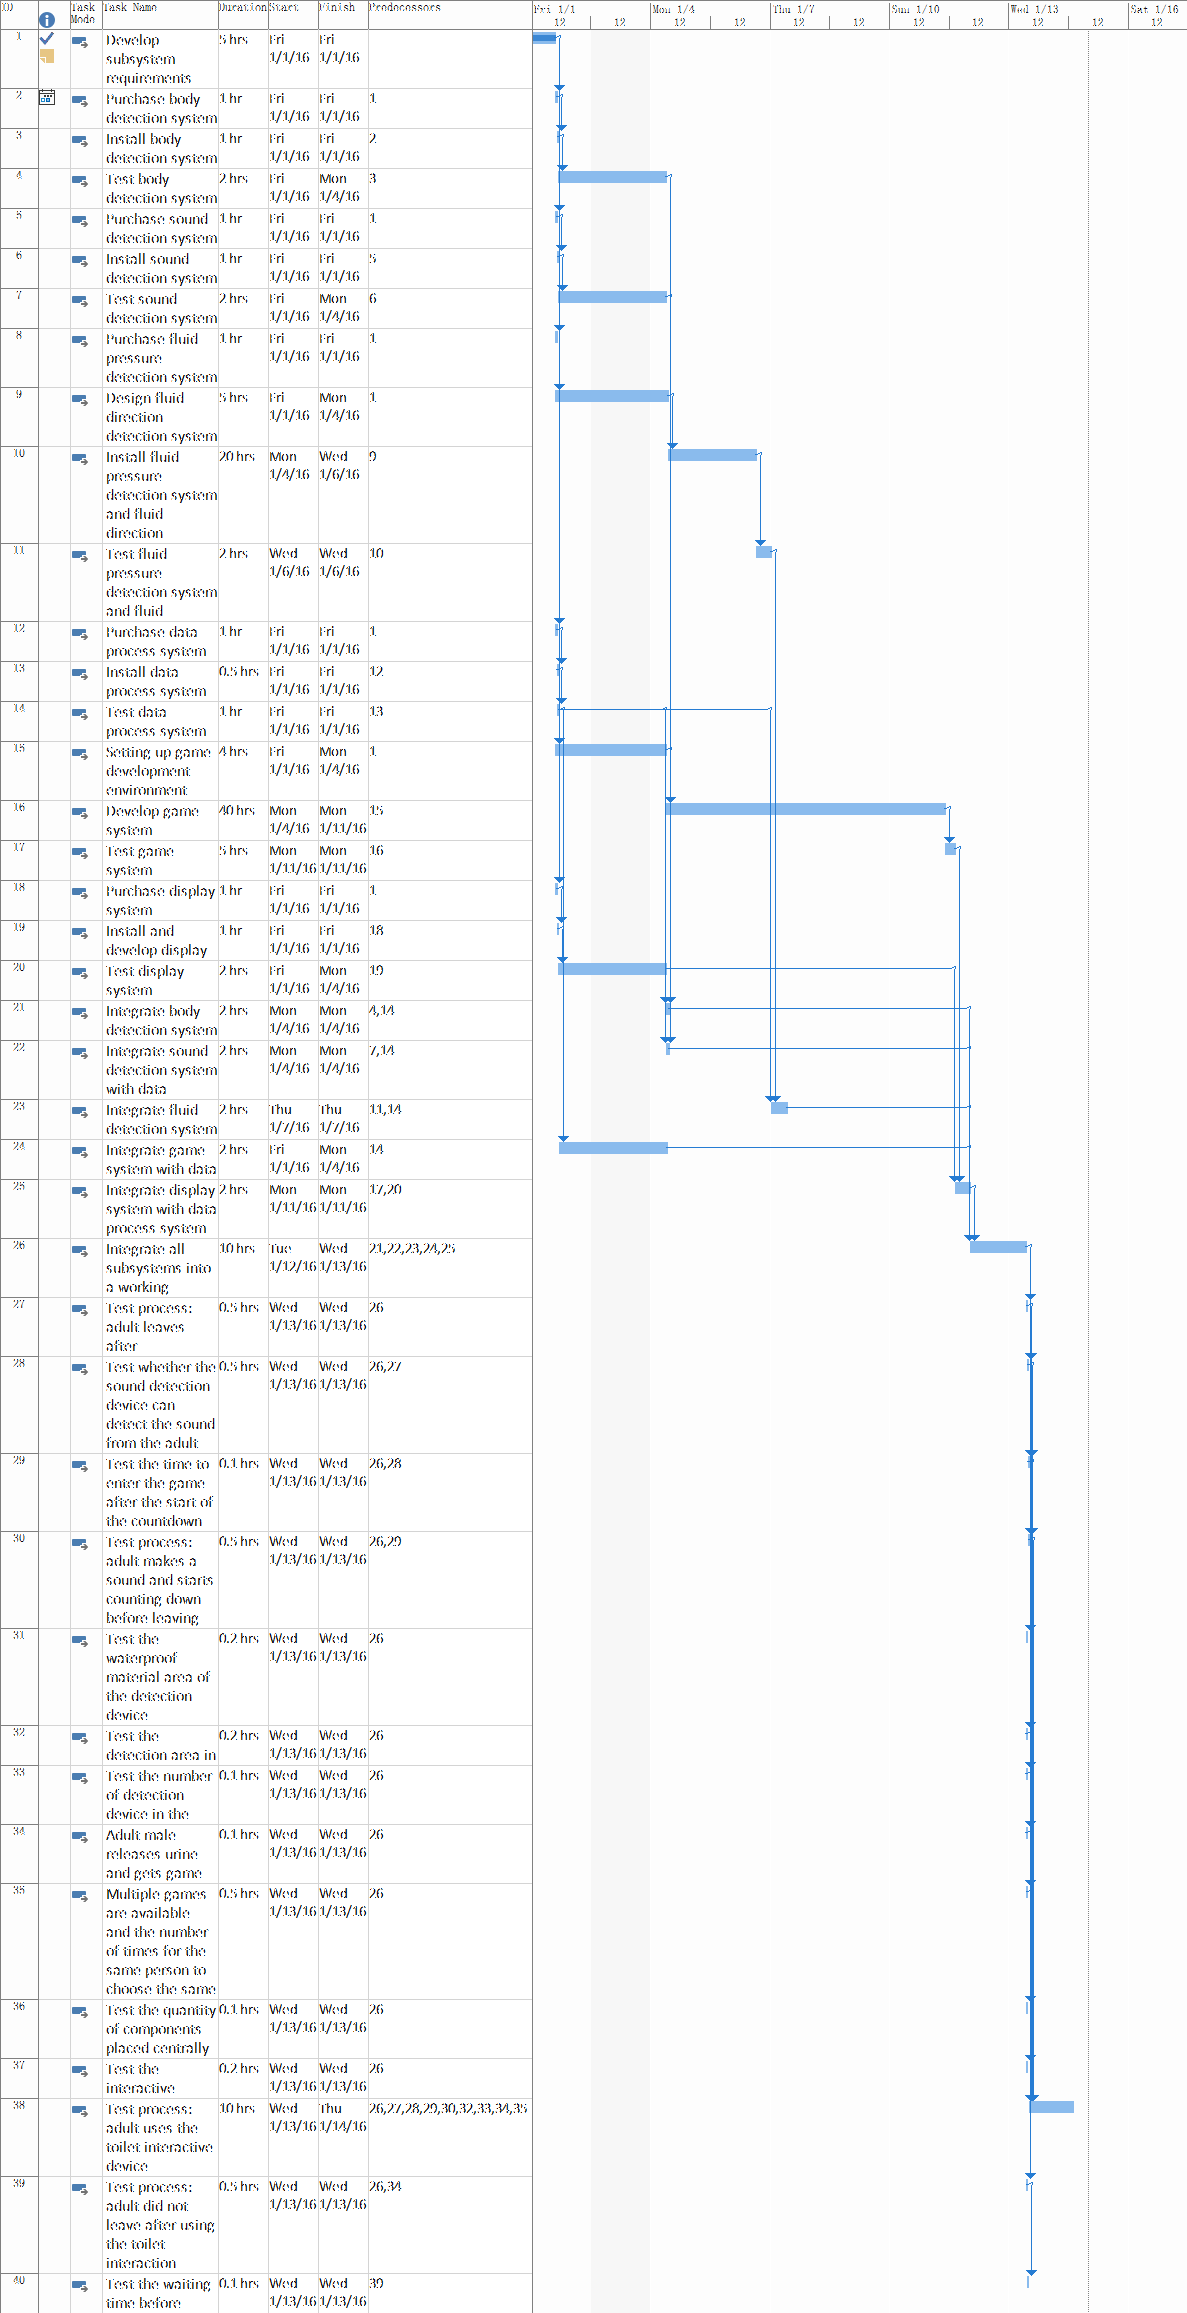 ID Task Mode Task Name Duration Start Finish Predecessors Fri 1/1 Mon 1/4 Thu 1/7 Sun 1/10 Wed 1/13 Sat 1/16
12 12 12 12 12 12 12 12 12 12 12
1 Develop subsystem requirements 5 hrs Fri 1/1/16 Fri 1/1/16
2 Purchase body detection system 1 hr Fri 1/1/16 Fri 1/1/16 1
3 Install body detection system 1 hr Fri 1/1/16 Fri 1/1/16 2
4 Test body detection system 2 hrs Fri 1/1/16 Mon 1/4/16 3
5 Purchase sound detection system 1 hr Fri 1/1/16 Fri 1/1/16 1
6 Install sound detection system 1 hr Fri 1/1/16 Fri 1/1/16 5
7 Test sound detection system 2 hrs Fri 1/1/16 Mon 1/4/16 6
8 Purchase fluid pressure detection system 1 hr Fri 1/1/16 Fri 1/1/16 1
9 Design fluid direction detection system 5 hrs Fri 1/1/16 Mon 1/4/16 1
10 Install fluid pressure detection system and fluid direction 20 hrs Mon 1/4/16 Wed 1/6/16 9
11 Test fluid pressure detection system and fluid 2 hrs Wed 1/6/16 Wed 1/6/16 10
12 Purchase data process system 1 hr Fri 1/1/16 Fri 1/1/16 1
13 Install data process system 0.5 hrs Fri 1/1/16 Fri 1/1/16 12
14 Test data process system 1 hr Fri 1/1/16 Fri 1/1/16 13
15 Setting up game development environment 4 hrs Fri 1/1/16 Mon 1/4/16 1
16 Develop game system 40 hrs Mon 1/4/16 Mon 1/11/16 15
17 Test game system 5 hrs Mon 1/11/16 Mon 1/11/16 16
18 Purchase display system 1 hr Fri 1/1/16 Fri 1/1/16 1
19 Install and develop display 1 hr Fri 1/1/16 Fri 1/1/16 18
20 Test display system 2 hrs Fri 1/1/16 Mon 1/4/16 19
21 Integrate body detection system 2 hrs Mon 1/4/16 Mon 1/4/16 4,14
22 Integrate sound detection system with data 2 hrs Mon 1/4/16 Mon 1/4/16 7,14
23 Integrate fluid detection system 2 hrs Thu 1/7/16 Thu 1/7/16 11,14
24 Integrate game system with data 2 hrs Fri 1/1/16 Mon 1/4/16 14
25 Integrate display system with data process system 2 hrs Mon 1/11/16 Mon 1/11/16 17,20
26 Integrate all subsystems into a working 10 hrs Tue 1/12/16 Wed 1/13/16 21,22,23,24,25
27 Test process: adult leaves after 0.5 hrs Wed 1/13/16 Wed 1/13/16 26
28 Test whether the sound detection device can detect the sound from the adult 0.5 hrs Wed 1/13/16 Wed 1/13/16 26,27
29 Test the time to enter the game after the start of the countdown 0.1 hrs Wed 1/13/16 Wed 1/13/16 26,28
30 Test process: adult makes a sound and starts counting down before leaving 0.5 hrs Wed 1/13/16 Wed 1/13/16 26,29
31 Test the waterproof material area of the detection device 0.2 hrs Wed 1/13/16 Wed 1/13/16 26
32 Test the detection area in 0.2 hrs Wed 1/13/16 Wed 1/13/16 26
33 Test the number of detection device in the 0.1 hrs Wed 1/13/16 Wed 1/13/16 26
34 Adult male releases urine and gets game 0.1 hrs Wed 1/13/16 Wed 1/13/16 26
35 Multiple games are available and the number of times for the same person to choose the same 0.5 hrs Wed 1/13/16 Wed 1/13/16 26
36 Test the quantity of components placed centrally 0.1 hrs Wed 1/13/16 Wed 1/13/16 26
37 Test the interactive 0.2 hrs Wed 1/13/16 Wed 1/13/16 26
38 Test process: adult uses the toilet interactive device 10 hrs Wed 1/13/16 Thu 1/14/16 26,27,28,29,30,32,33,34,35
39 Test process: adult did not leave after using the toilet interaction 0.5 hrs Wed 1/13/16 Wed 1/13/16 26,34
40 Test the waiting time before 0.1 hrs Wed 1/13/16 Wed 1/13/16 39